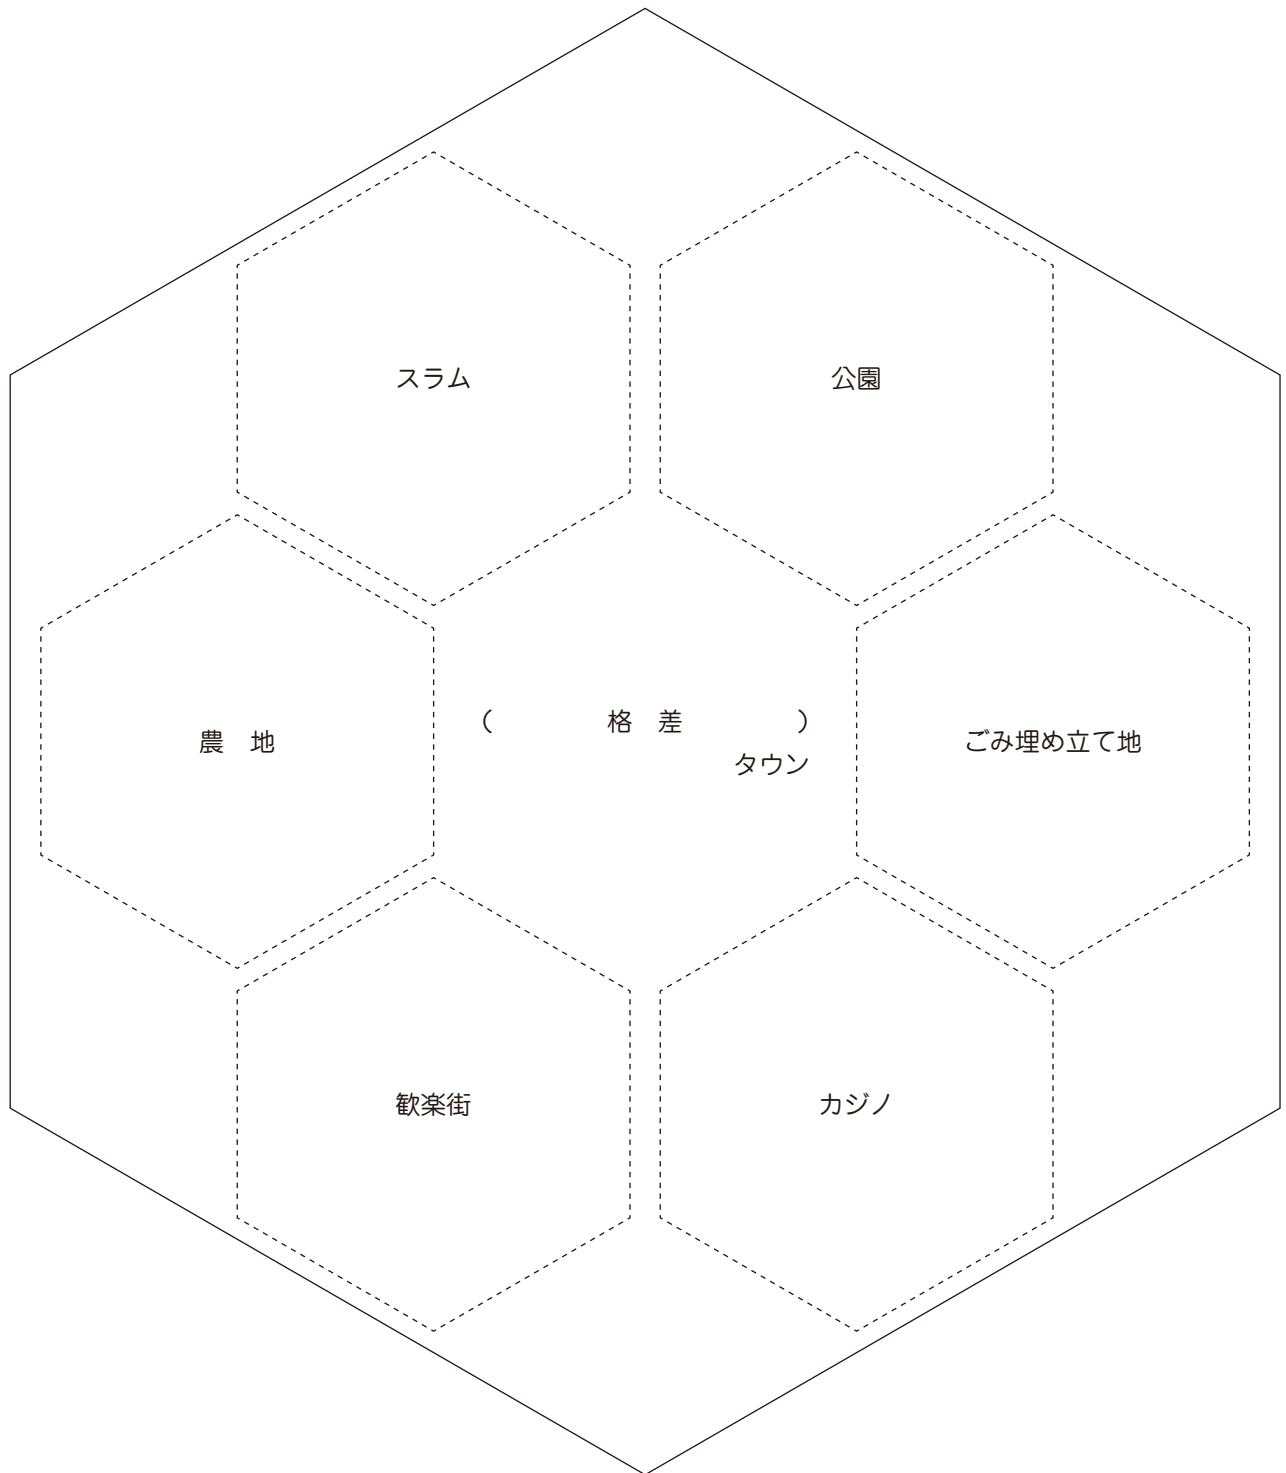 スラム
公園
農　地
（　　　　格　差　　　　）
タウン
ごみ埋め立て地
歓楽街
カジノ